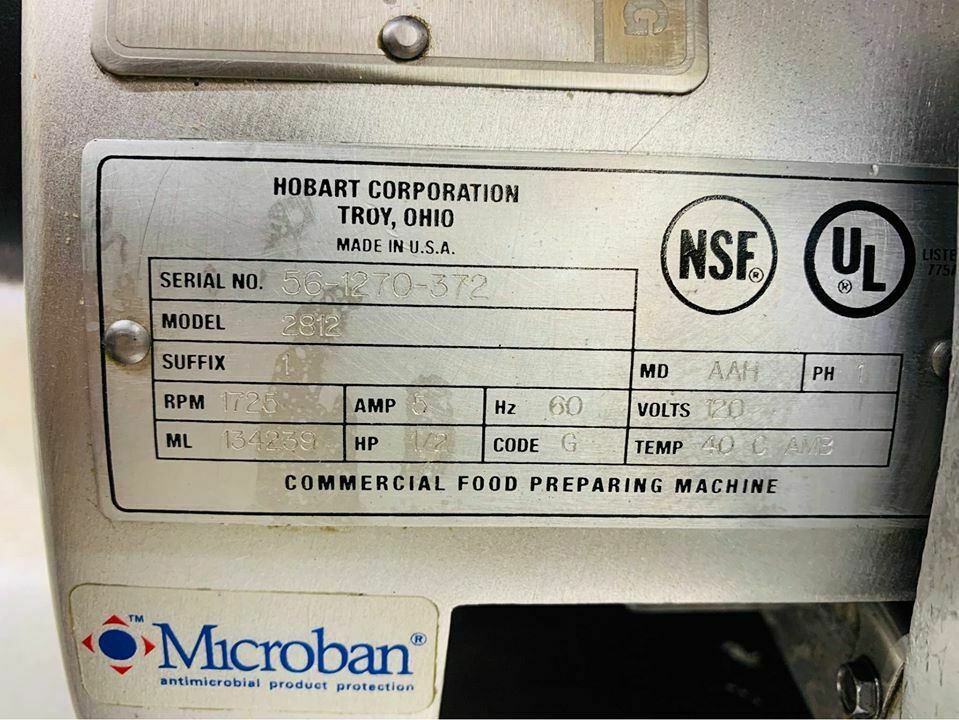 G
HOBART CORPORATION
TROY, OHIO
MADE IN U.S.A.
NSF®
UL®
LISTE
SERIAL NO. 56-1270-372
MODEL 2812
SUFFIX 1 MD AAH PH 1
RPM 1725 AMP 5 Hz 60 VOLTS 120
ML 134239 HP 1/2 CODE G TEMP 40 C AMB
COMMERCIAL FOOD PREPARING MACHINE
™ Microban®
antimicrobial product protection